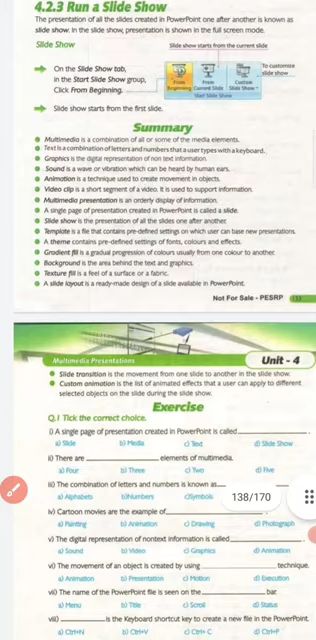 4.2.3 Run a Slide Show
The presentation of all the slides created in PowerPoint one after another is known as
slide show. In the slide show, presentation is shown in the full screen mode.
Slide Show
Slide show starts from the current slide
On the Slide Show tab,
in the Start Slide Show group,
Click From Beginning.
To customize
slide show
From Beginning
From Current Slide
Custom Slide Show
Start Slide Show
Slide show starts from the first slide.
Summary
Multimedia is a combination of all or some of the media elements.
Text is a combination of letters and numbers that a user types with a keyboard.
Graphics is the digital representation of non text information.
Sound is a wave or vibration which can be heard by human ears.
Animation is a technique used to create movement in objects.
Video clip is a short segment of a video. It is used to support information.
Multimedia presentation is an orderly display of information.
A single page of presentation created in PowerPoint is called a slide.
Slide show is the presentation of all the slides one after another.
Template is a file that contains pre-defined settings on which user can base new presentations.
A theme contains pre-defined settings of fonts, colours and effects.
Gradient fill is a gradual progression of colours usually from one colour to another.
Background is the area behind the text and graphics.
Texture fill is a feel of a surface or a fabric.
A slide layout is a ready-made design of a slide available in PowerPoint.
Not For Sale - PESRP
Multimedia Presentations
Unit - 4
Slide transition is the movement from one slide to another in the slide show.
Custom animation is the list of animated effects that a user can apply to different
selected objects on the slide during the slide show.
Exercise
Q.1 Tick the correct choice.
i) A single page of presentation created in PowerPoint is called ________.
a) Slide b) Media c) Text d) Slide Show
ii) There are ________ elements of multimedia.
a) Four b) Three c) Two d) Five
iii) The combination of letters and numbers is known as
a) Alphabets b)Numbers c)Symbols
138/170
iv) Cartoon movies are the example of ________.
a) Painting b) Animation c) Drawing d) Photograph
v) The digital representation of nontext information is called ________.
a) Sound b) Video c) Graphics d) Animation
vi) The movement of an object is created by using ________ technique.
a) Animation b) Presentation c) Motion d) Execution
vii) The name of the PowerPoint file is seen on the ________ bar.
a) Menu b) Title c) Scroll d) Status
viii) ________ is the Keyboard shortcut key to create a new file in the PowerPoint.
a) Ctrl+N b) Ctrl+V c) Ctrl+ C d) Ctrl+P